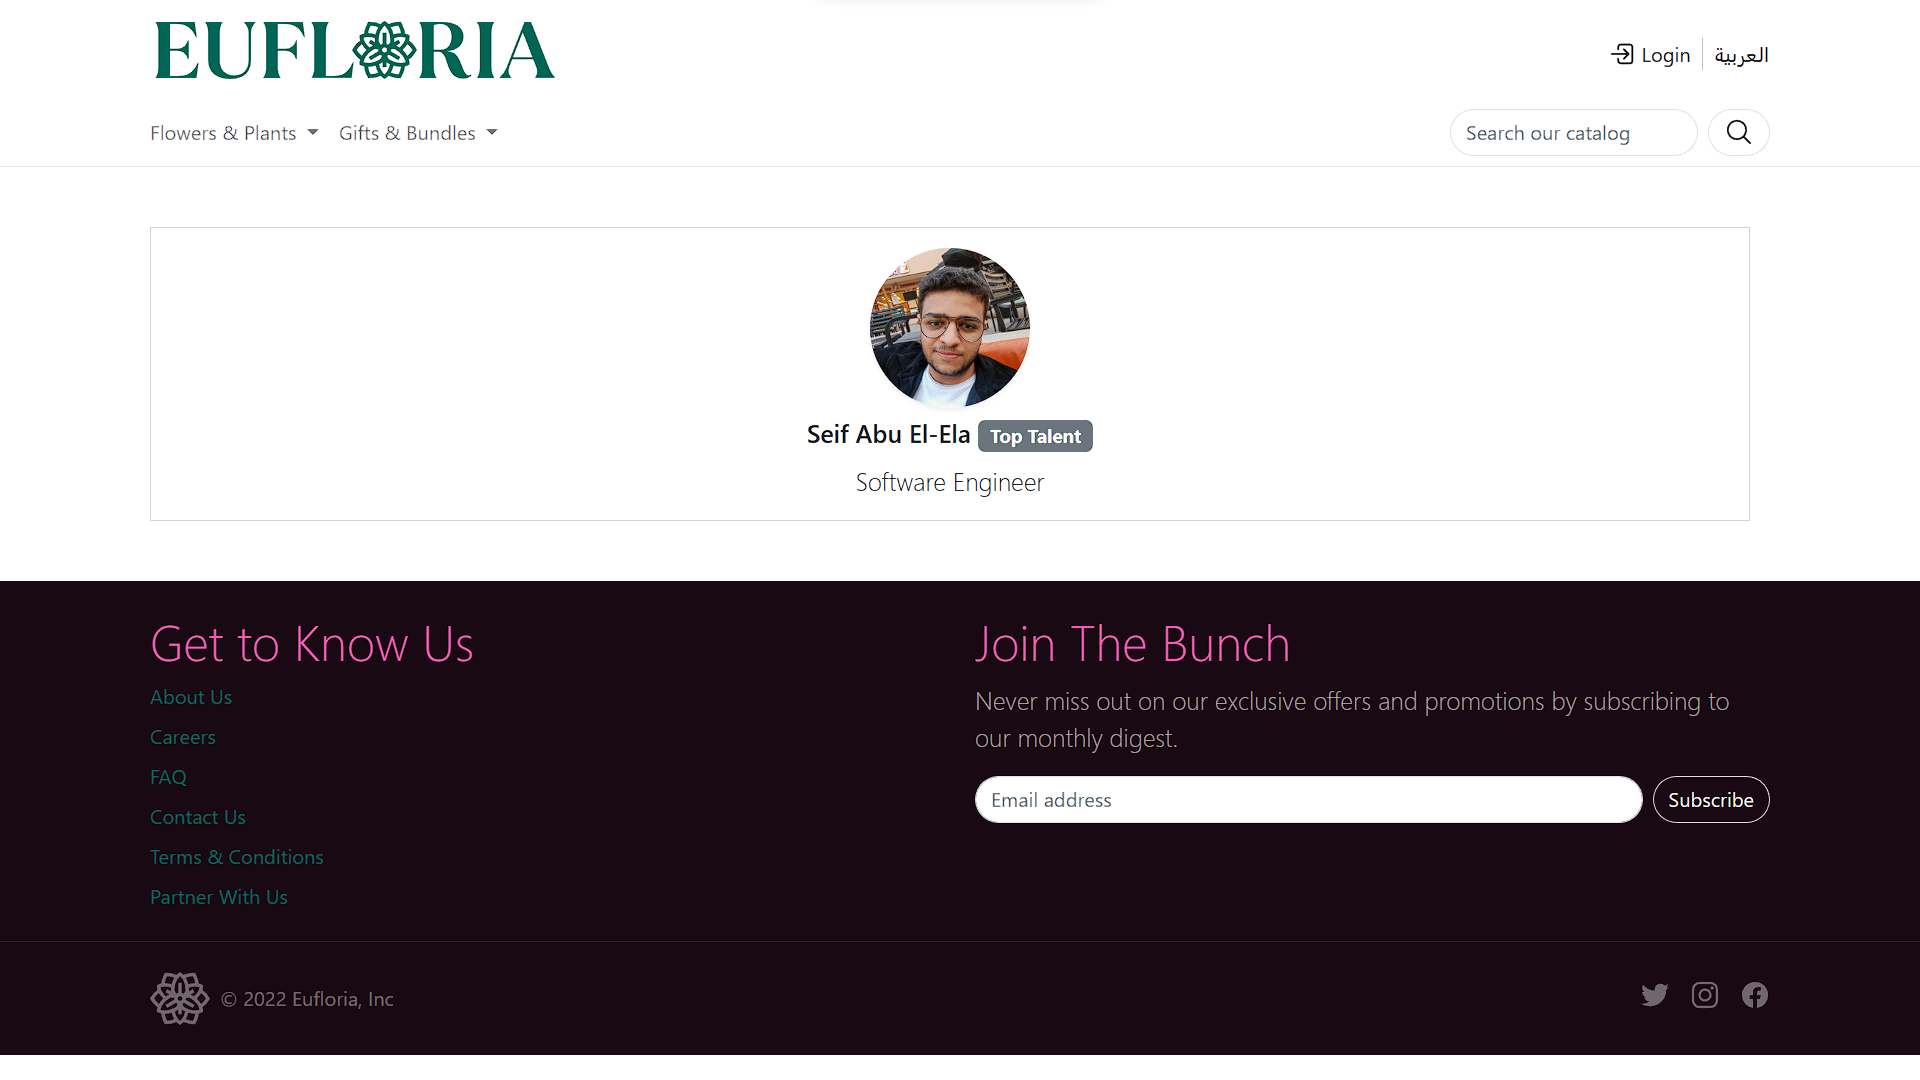 EUFLORIA
Login
العربية
Flowers & Plants
Gifts & Bundles
Search our catalog
Seif Abu El-Ela Top Talent
Software Engineer
Get to Know Us
About Us
Careers
FAQ
Contact Us
Terms & Conditions
Partner With Us
Join The Bunch
Never miss out on our exclusive offers and promotions by subscribing to
our monthly digest.
Email address
Subscribe
© 2022 Eufloria, Inc